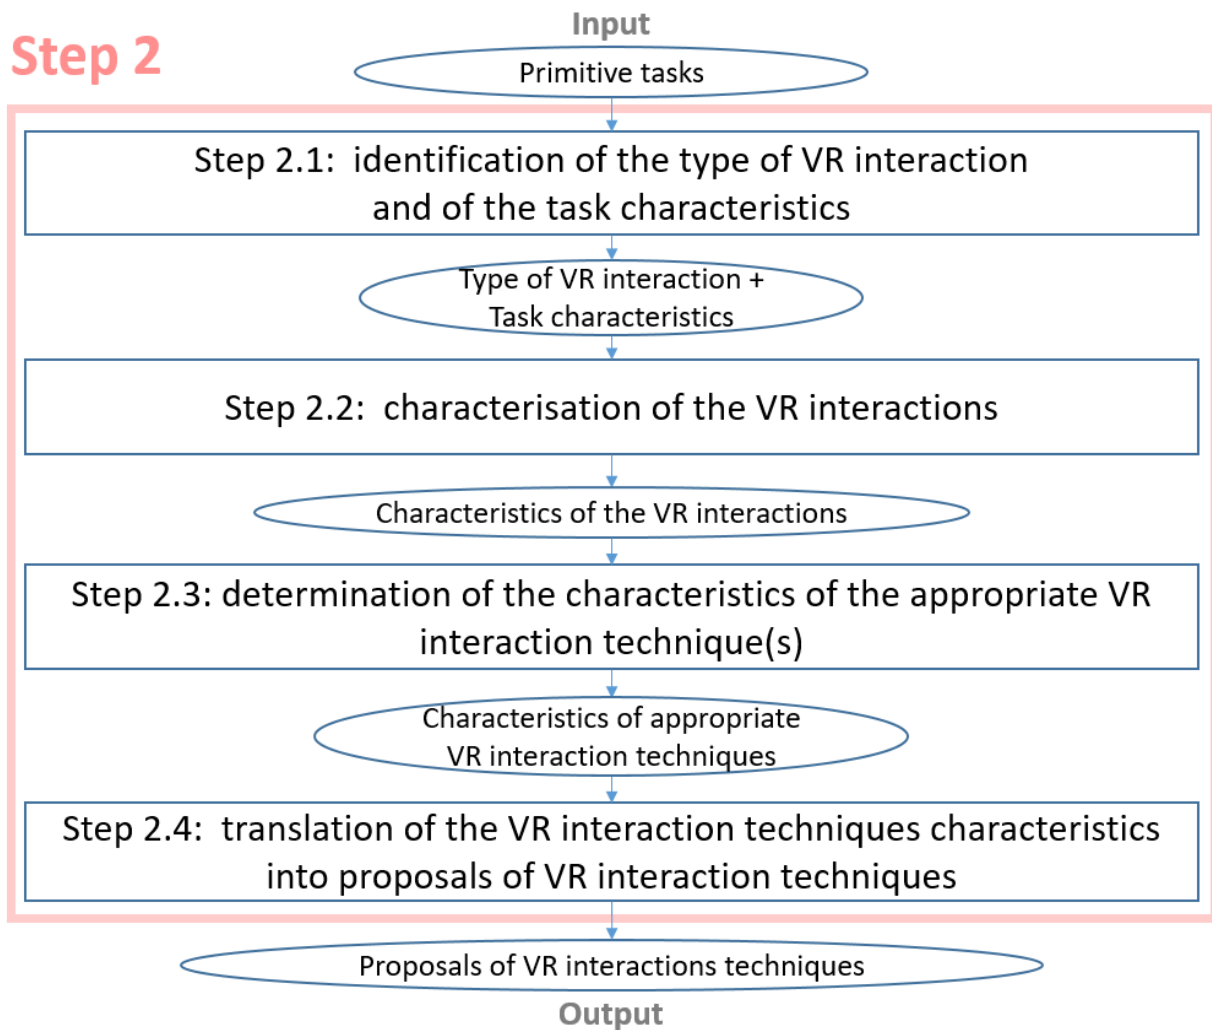 Input
Step 2
Primitive tasks
Step 2.1: identification of the type of VR interaction
and of the task characteristics
Type of VR interaction +
Task characteristics
Step 2.2: characterisation of the VR interactions
Characteristics of the VR interactions
Step 2.3: determination of the characteristics of the appropriate VR
interaction technique(s)
Characteristics of appropriate
VR interaction techniques
Step 2.4: translation of the VR interaction techniques characteristics
into proposals of VR interaction techniques
Proposals of VR interactions techniques
Output